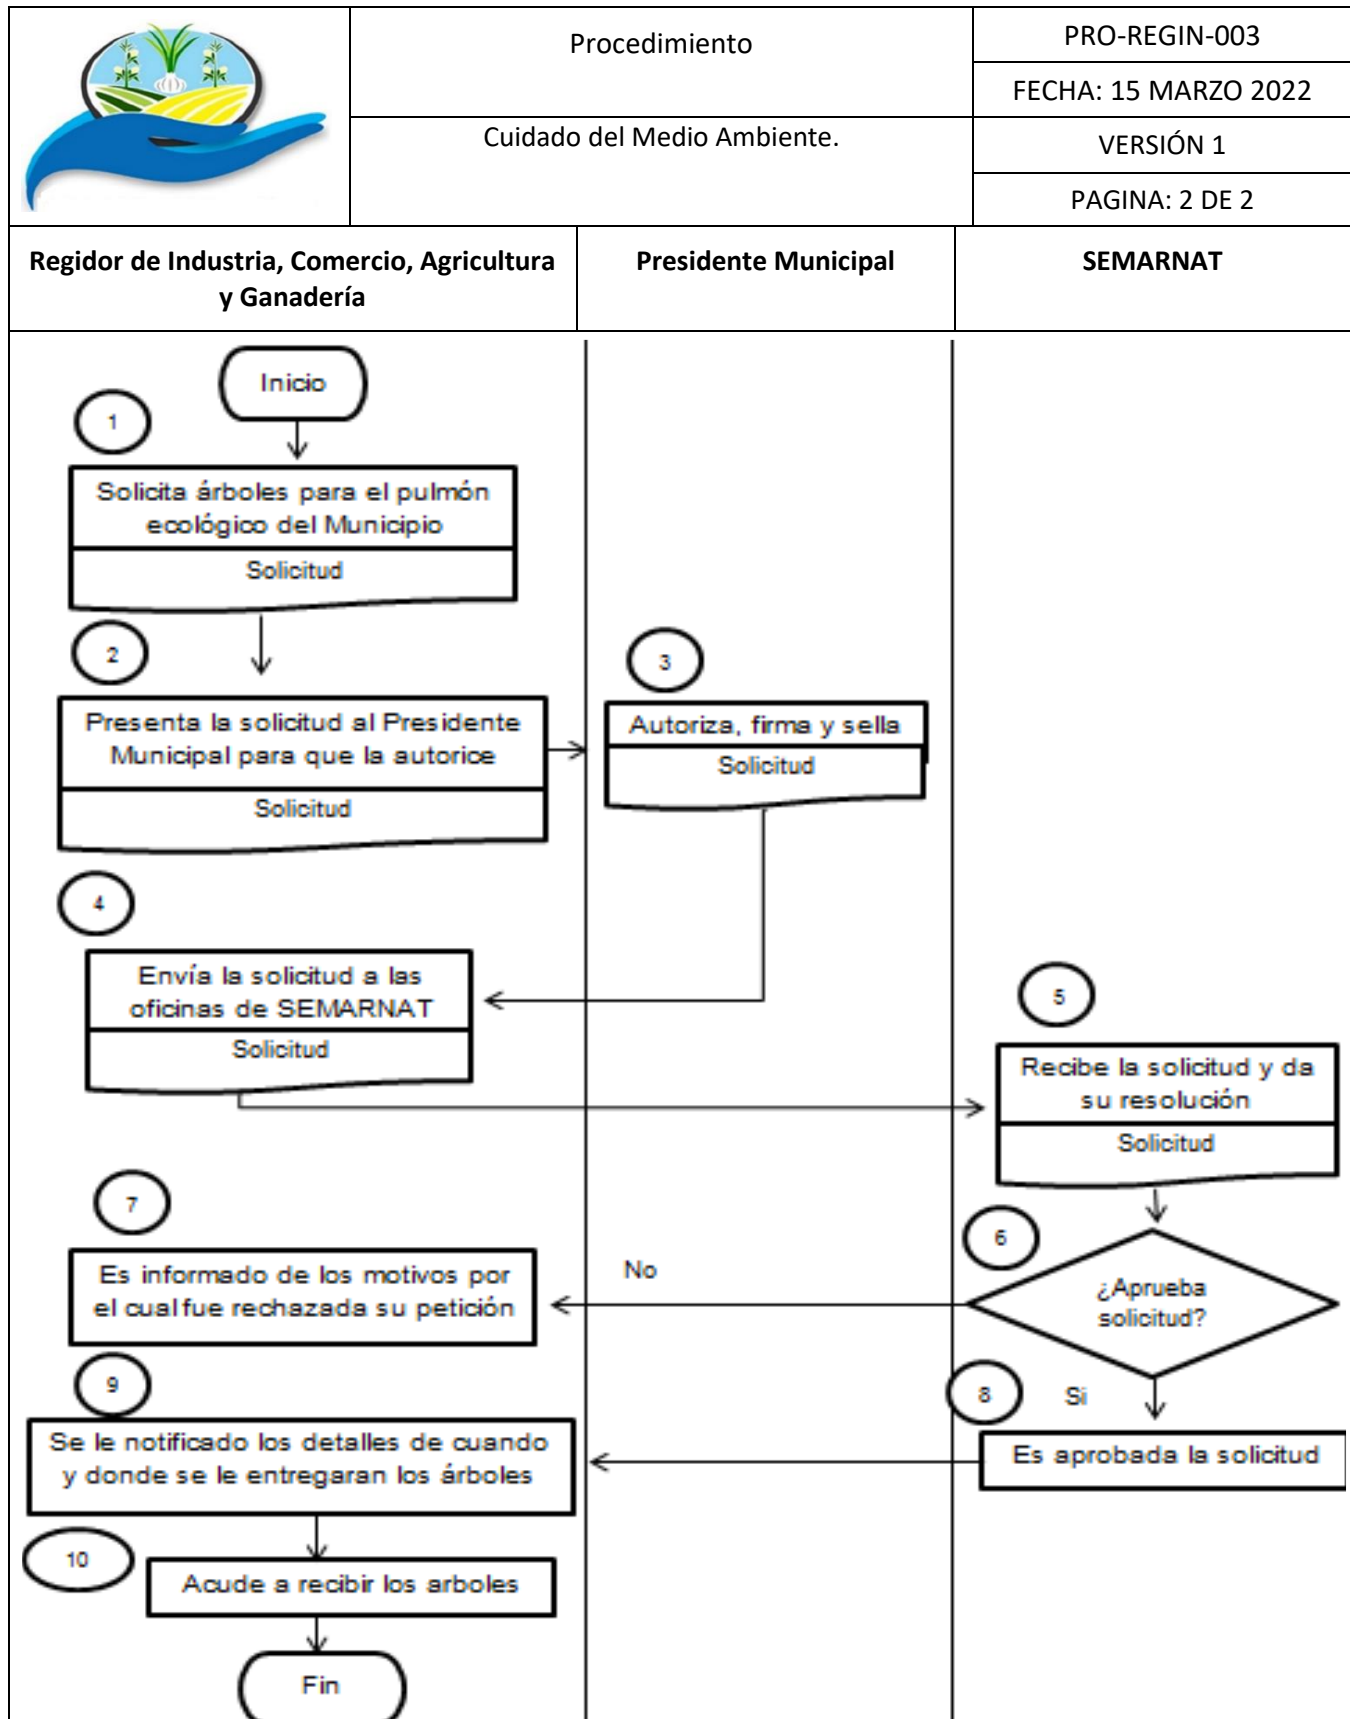 Procedimiento
PRO-REGIN-003
FECHA: 15 MARZO 2022
Cuidado del Medio Ambiente.
VERSIÓN 1
PAGINA: 2 DE 2
Regidor de Industria, Comercio, Agricultura
y Ganadería
Presidente Municipal
SEMARNAT
Inicio
1
Solicita árboles para el pulmón
ecológico del Municipio
Solicitud
2
Presenta la solicitud al Presidente
Municipal para que la autorice
Solicitud
3
Autoriza, firma y sella
Solicitud
4
Envía la solicitud a las
oficinas de SEMARNAT
Solicitud
5
Recibe la solicitud y da
su resolución
Solicitud
6
¿Aprueba
solicitud?
No
7
Es informado de los motivos por
el cual fue rechazada su petición
8
Si
Es aprobada la solicitud
9
Se le notificado los detalles de cuando
y donde se le entregaran los árboles
10
Acude a recibir los arboles
Fin